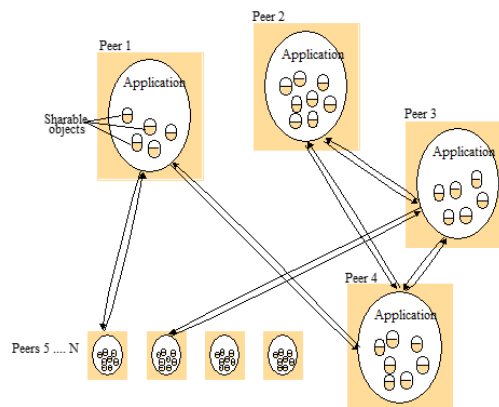 Peer 1
Application
Sharable
objects
Peer 2
Application
Peer 3
Application
Peer 4
Application
Peers 5 .... N